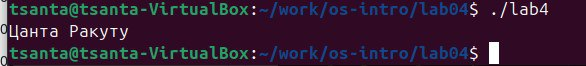 tsanta@tsanta-VirtualBox:~/work/os-intro/lab04$ ./lab4
Цанта Ракуту
tsanta@tsanta-VirtualBox:~/work/os-intro/lab04$